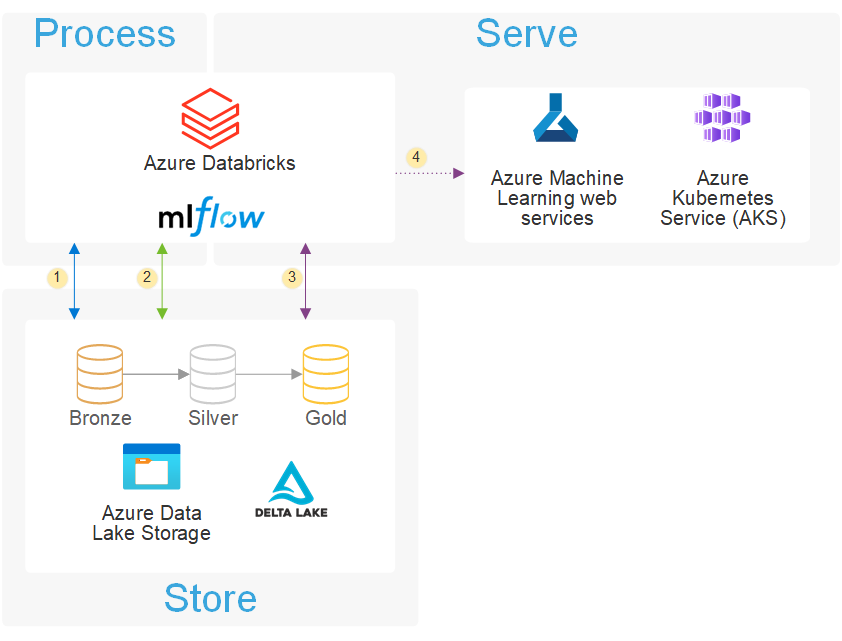 Process
Serve
Azure Databricks
mlflow
4
Azure Machine
Learning web
services
Azure
Kubernetes
Service (AKS)
1
2
3
Bronze
Silver
Gold
Azure Data
Lake Storage
DELTA LAKE
Store